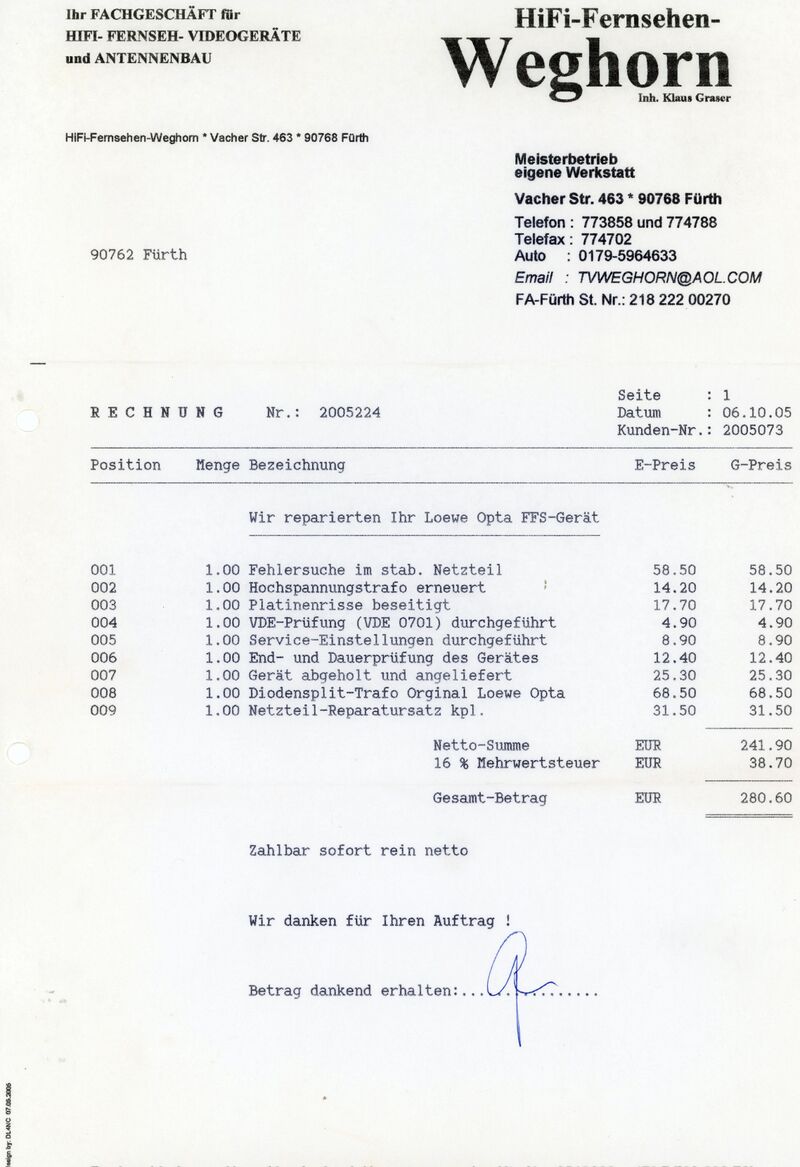 Ihr FACHGESCHÄFT für
HIFI- FERNSEH- VIDEOGERÄTE
und ANTENNENBAU
HiFi-Fernsehen-
Weghorn
Inh. Klaus Graser
HiFi-Fernsehen-Weghorn * Vacher Str. 463 * 90768 Fürth
Meisterbetrieb
eigene Werkstatt
Vacher Str. 463 * 90768 Fürth
Telefon : 773858 und 774788
Telefax : 774702
Auto : 0179-5964633
Email : TVWEGHORN@AOL.COM
FA-Fürth St. Nr.: 218 222 00270
90762 Fürth
Seite : 1
RECHNUNG Nr.: 2005224 Datum : 06.10.05
Kunden-Nr.: 2005073
Position Menge Bezeichnung E-Preis G-Preis
Wir reparierten Ihr Loewe Opta FFS-Gerät
001 1.00 Fehlersuche im stab. Netzteil 58.50 58.50
002 1.00 Hochspannungstrafo erneuert 14.20 14.20
003 1.00 Platinenrisse beseitigt 17.70 17.70
004 1.00 VDE-Prüfung (VDE 0701) durchgeführt 4.90 4.90
005 1.00 Service-Einstellungen durchgeführt 8.90 8.90
006 1.00 End- und Dauerprüfung des Gerätes 12.40 12.40
007 1.00 Gerät abgeholt und angeliefert 25.30 25.30
008 1.00 Diodensplit-Trafo Orginal Loewe Opta 68.50 68.50
009 1.00 Netzteil-Reparatursatz kpl. 31.50 31.50
Netto-Summe EUR 241.90
16 % Mehrwertsteuer EUR 38.70
Gesamt-Betrag EUR 280.60
Zahlbar sofort rein netto
Wir danken für Ihren Auftrag !
Betrag dankend erhalten:................
by: DL4NC 07.09.2005